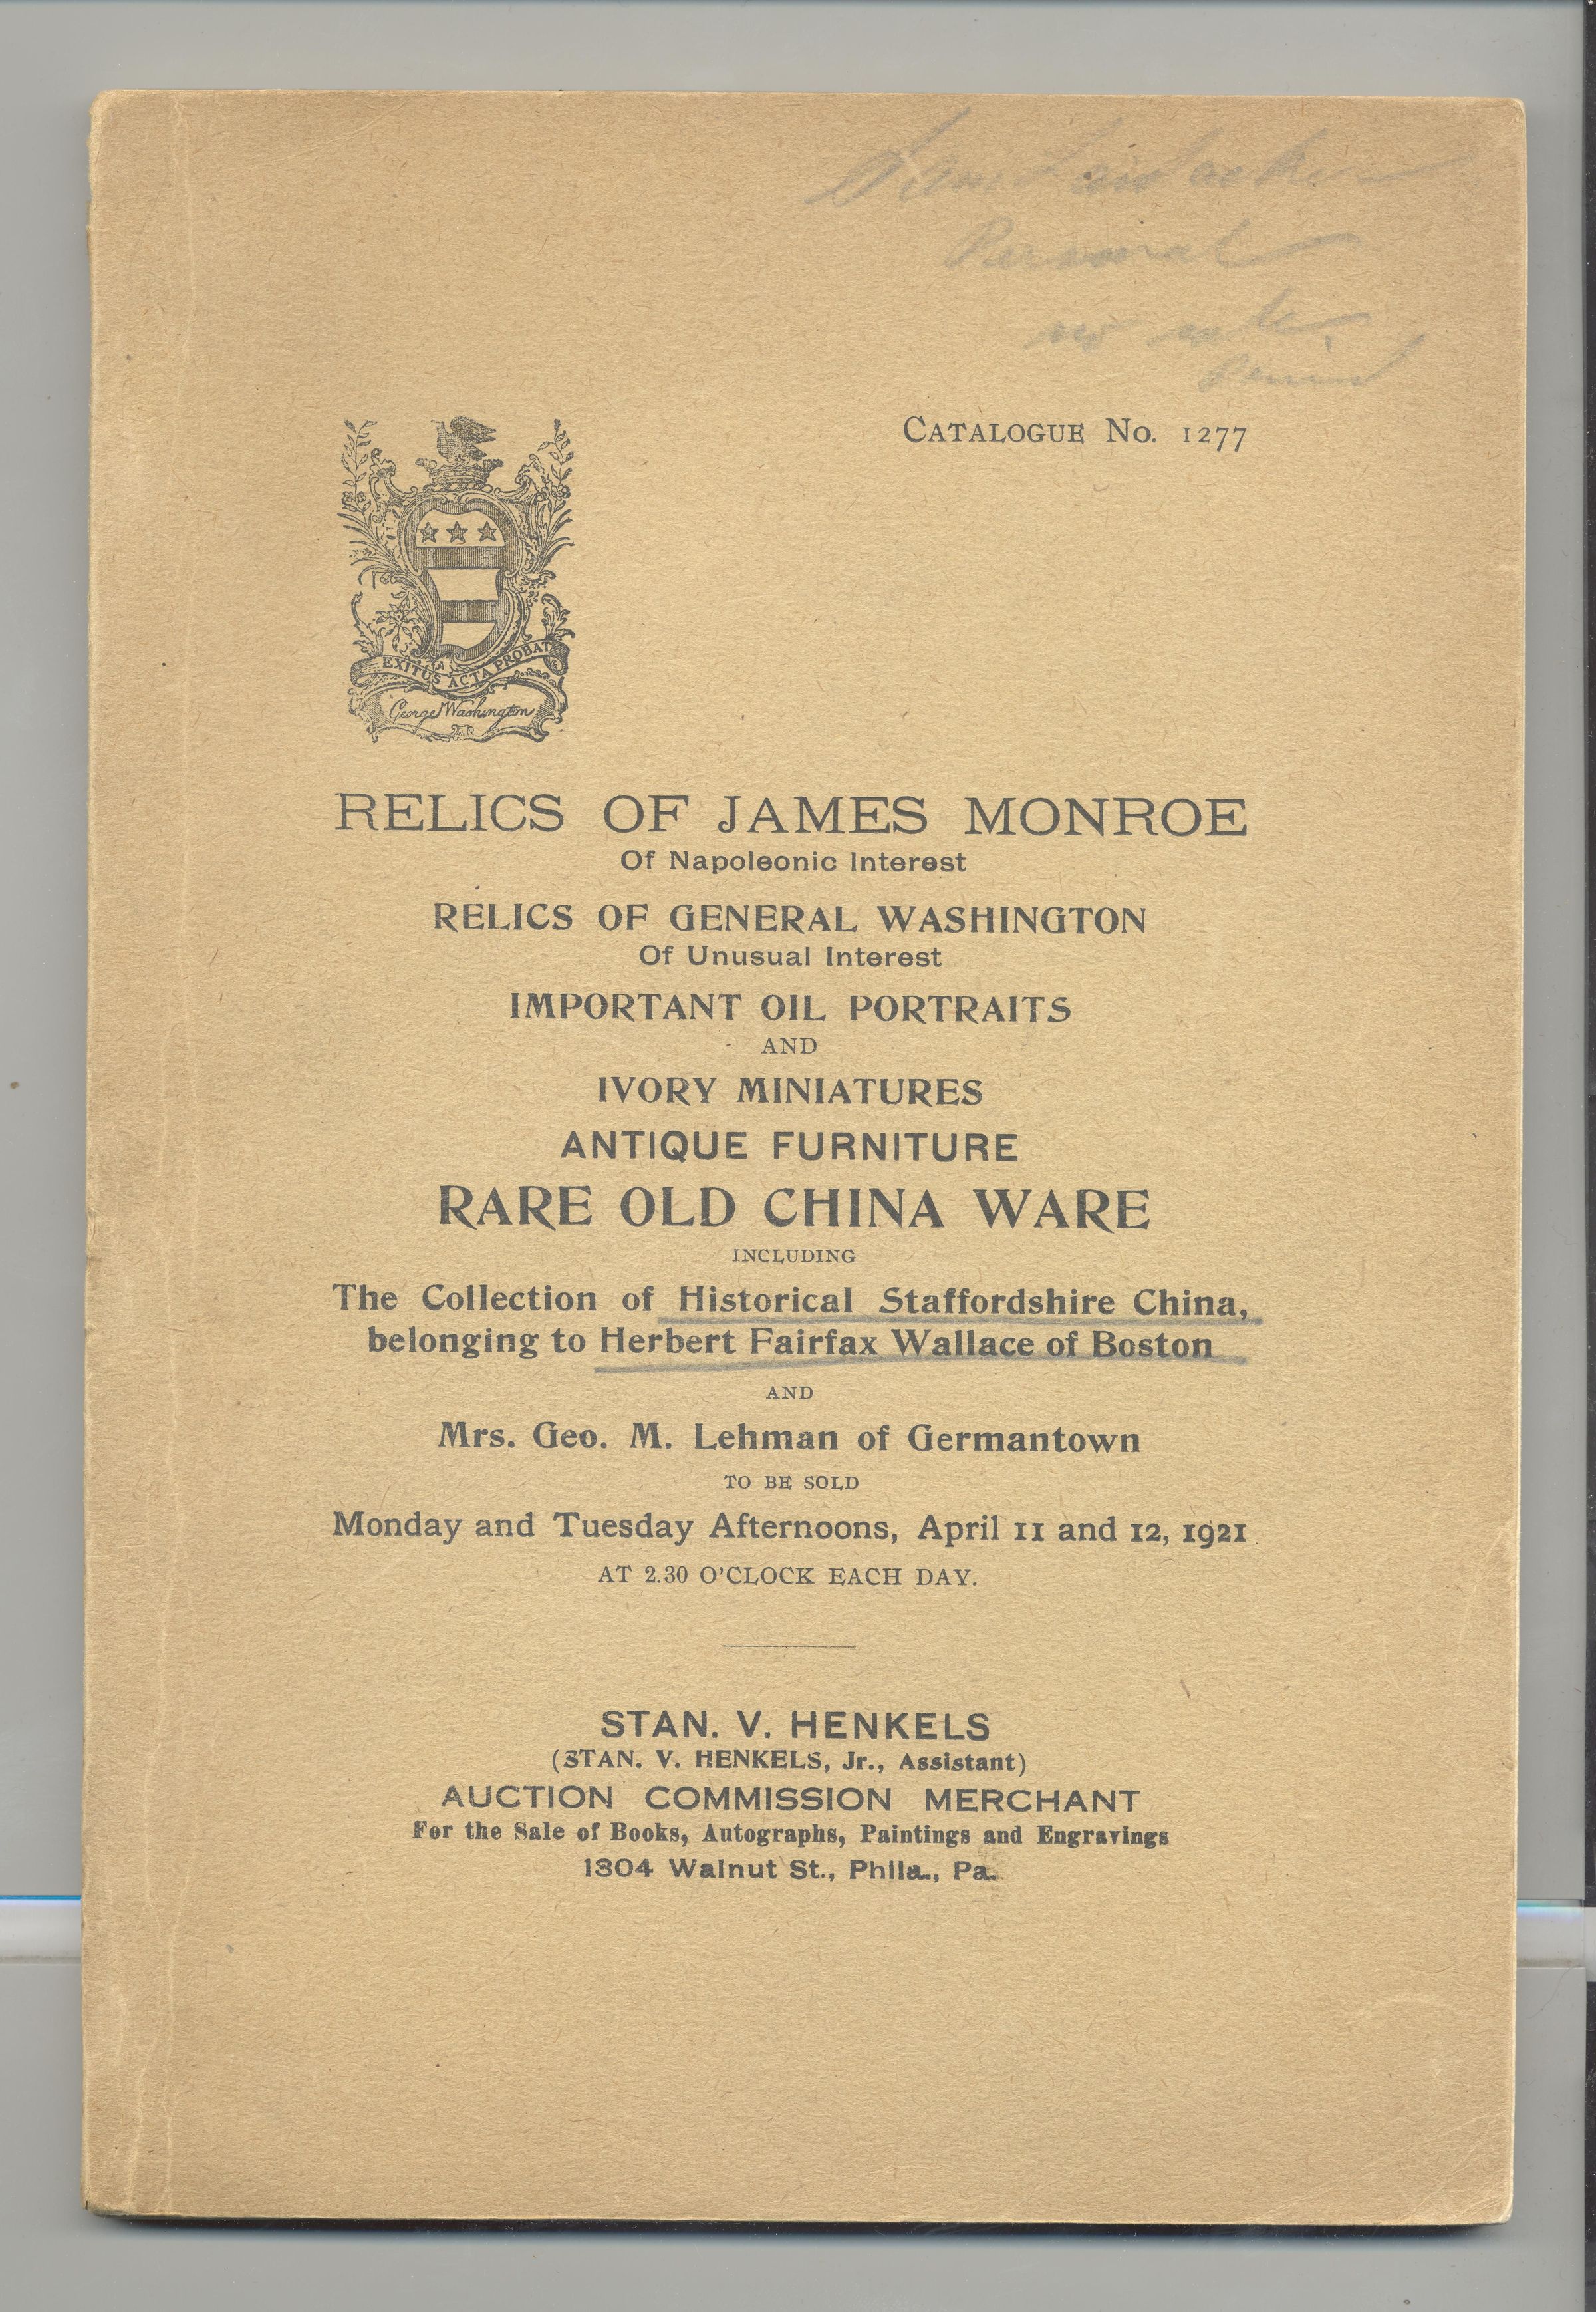 Sam Laidacker
Personal
CATALOGUE No. 1277
EXITUS ACTA PROBAT
George Washington
RELICS OF JAMES MONROE
Of Napoleonic Interest
RELICS OF GENERAL WASHINGTON
Of Unusual Interest
IMPORTANT OIL PORTRAITS
AND
IVORY MINIATURES
ANTIQUE FURNITURE
RARE OLD CHINA WARE
INCLUDING
The Collection of Historical Staffordshire China,
belonging to Herbert Fairfax Wallace of Boston
AND
Mrs. Geo. M. Lehman of Germantown
TO BE SOLD
Monday and Tuesday Afternoons, April 11 and 12, 1921
AT 2.30 O'CLOCK EACH DAY.
STAN. V. HENKELS
(STAN. V. HENKELS, Jr., Assistant)
AUCTION COMMISSION MERCHANT
For the Sale of Books, Autographs, Paintings and Engravings
1304 Walnut St., Phila., Pa.